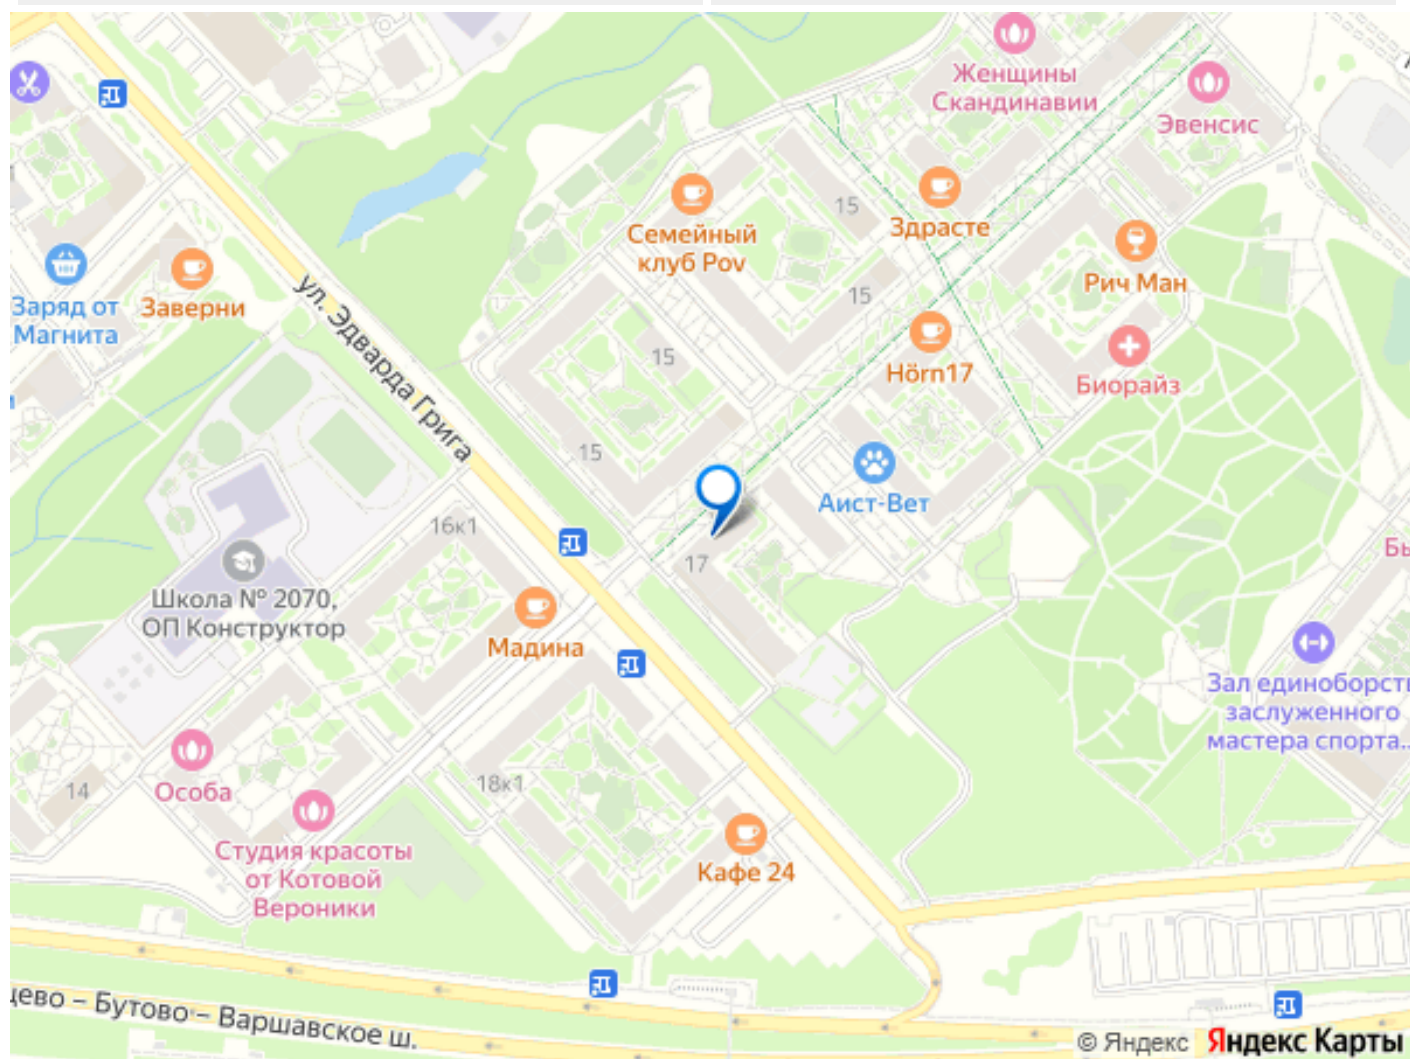 Женщины
Скандинавии
Эвенсис
15
Здрасте
Семейный
клуб Pov
Рич Ман
Заряд от
Магнита
Заверни
15
ул. Эдварда Грига
15
Hörn17
Биорайз
15
Аист-Вет
16к1
17
Школа № 2070,
ОП Конструктор
Мадина
Зал единоборст
заслуженного
мастера спорта...
14
Особа
18к1
Студия красоты
от Котовой
Вероники
Кафе 24
цево – Бутово – Варшавское ш.
© Яндекс Яндекс Карты